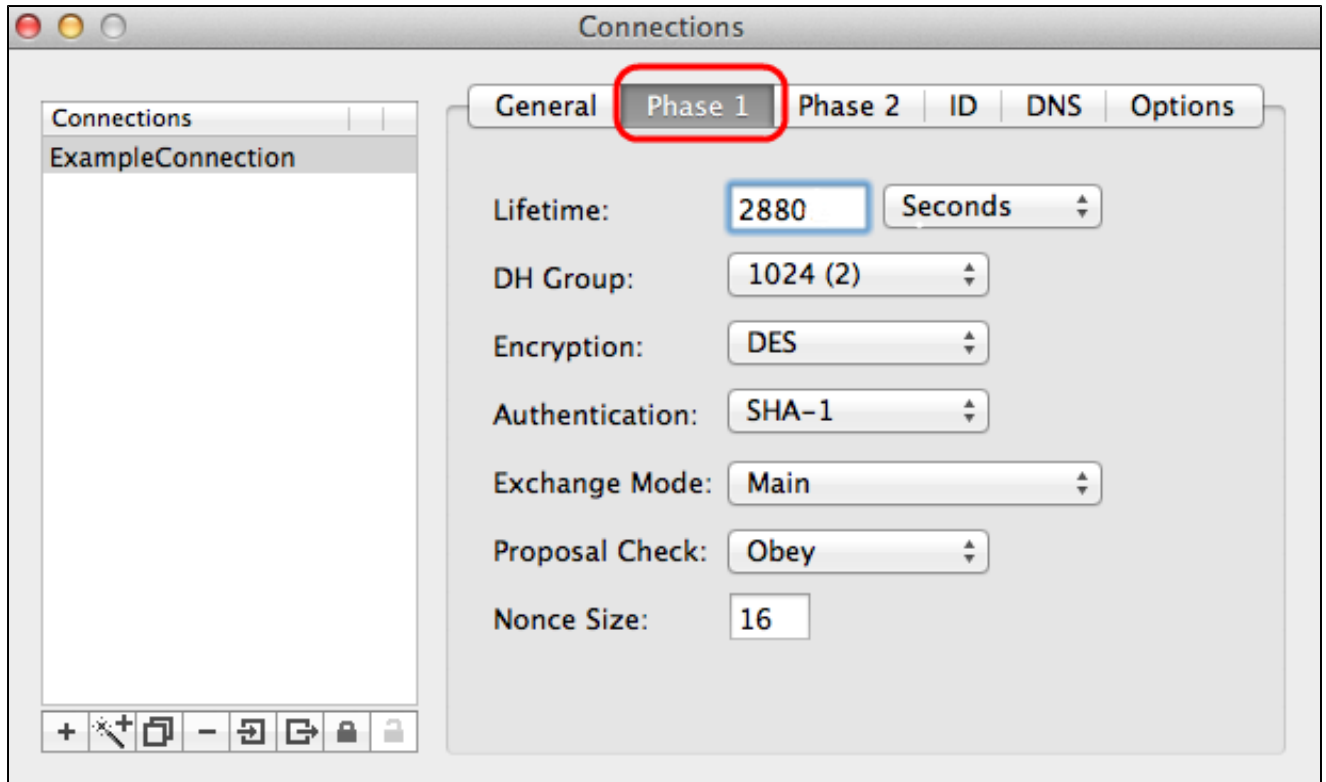 Connections
General Phase 1 Phase 2 ID DNS Options
Connections
ExampleConnection
Lifetime: 2880 Seconds
DH Group: 1024 (2)
Encryption: DES
Authentication: SHA-1
Exchange Mode: Main
Proposal Check: Obey
Nonce Size: 16